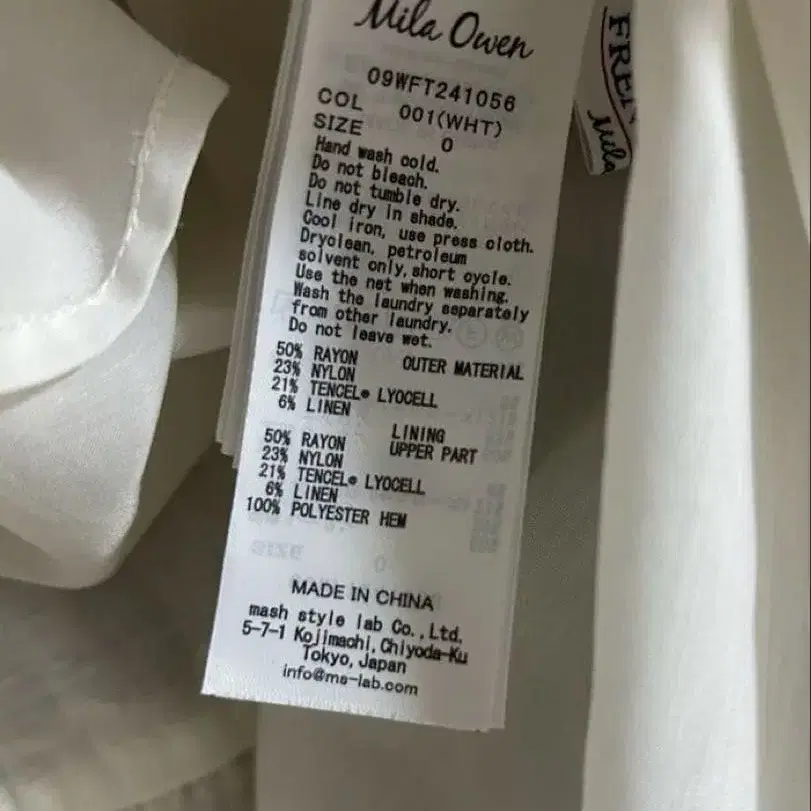 Mila Owen
09WFT241056
COL 001(WHT)
SIZE 0
Hand wash cold.
Do not bleach.
Do not tumble dry.
Line dry in shade.
Cool iron, use press cloth.
Dryclean, petroleum
solvent only, short cycle.
Use the net when washing.
Wash the laundry separately
from other laundry.
Do not leave wet.
50% RAYON OUTER MATERIAL
23% NYLON
21% TENCEL® LYOCELL
6% LINEN
LINING
50% RAYON UPPER PART
23% NYLON
21% TENCEL® LYOCELL
6% LINEN
100% POLYESTER HEM
MADE IN CHINA
mash style lab Co.,Ltd.
5-7-1 Kojimachi,Chiyoda-Ku
Tokyo,Japan
info@ms-lab.com
Mila